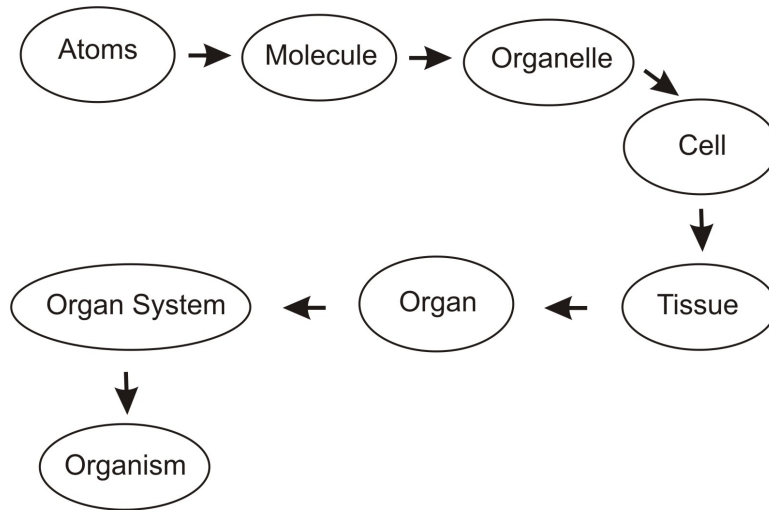 Atoms
Molecule
Organelle
Cell
Tissue
Organ
Organ System
Organism